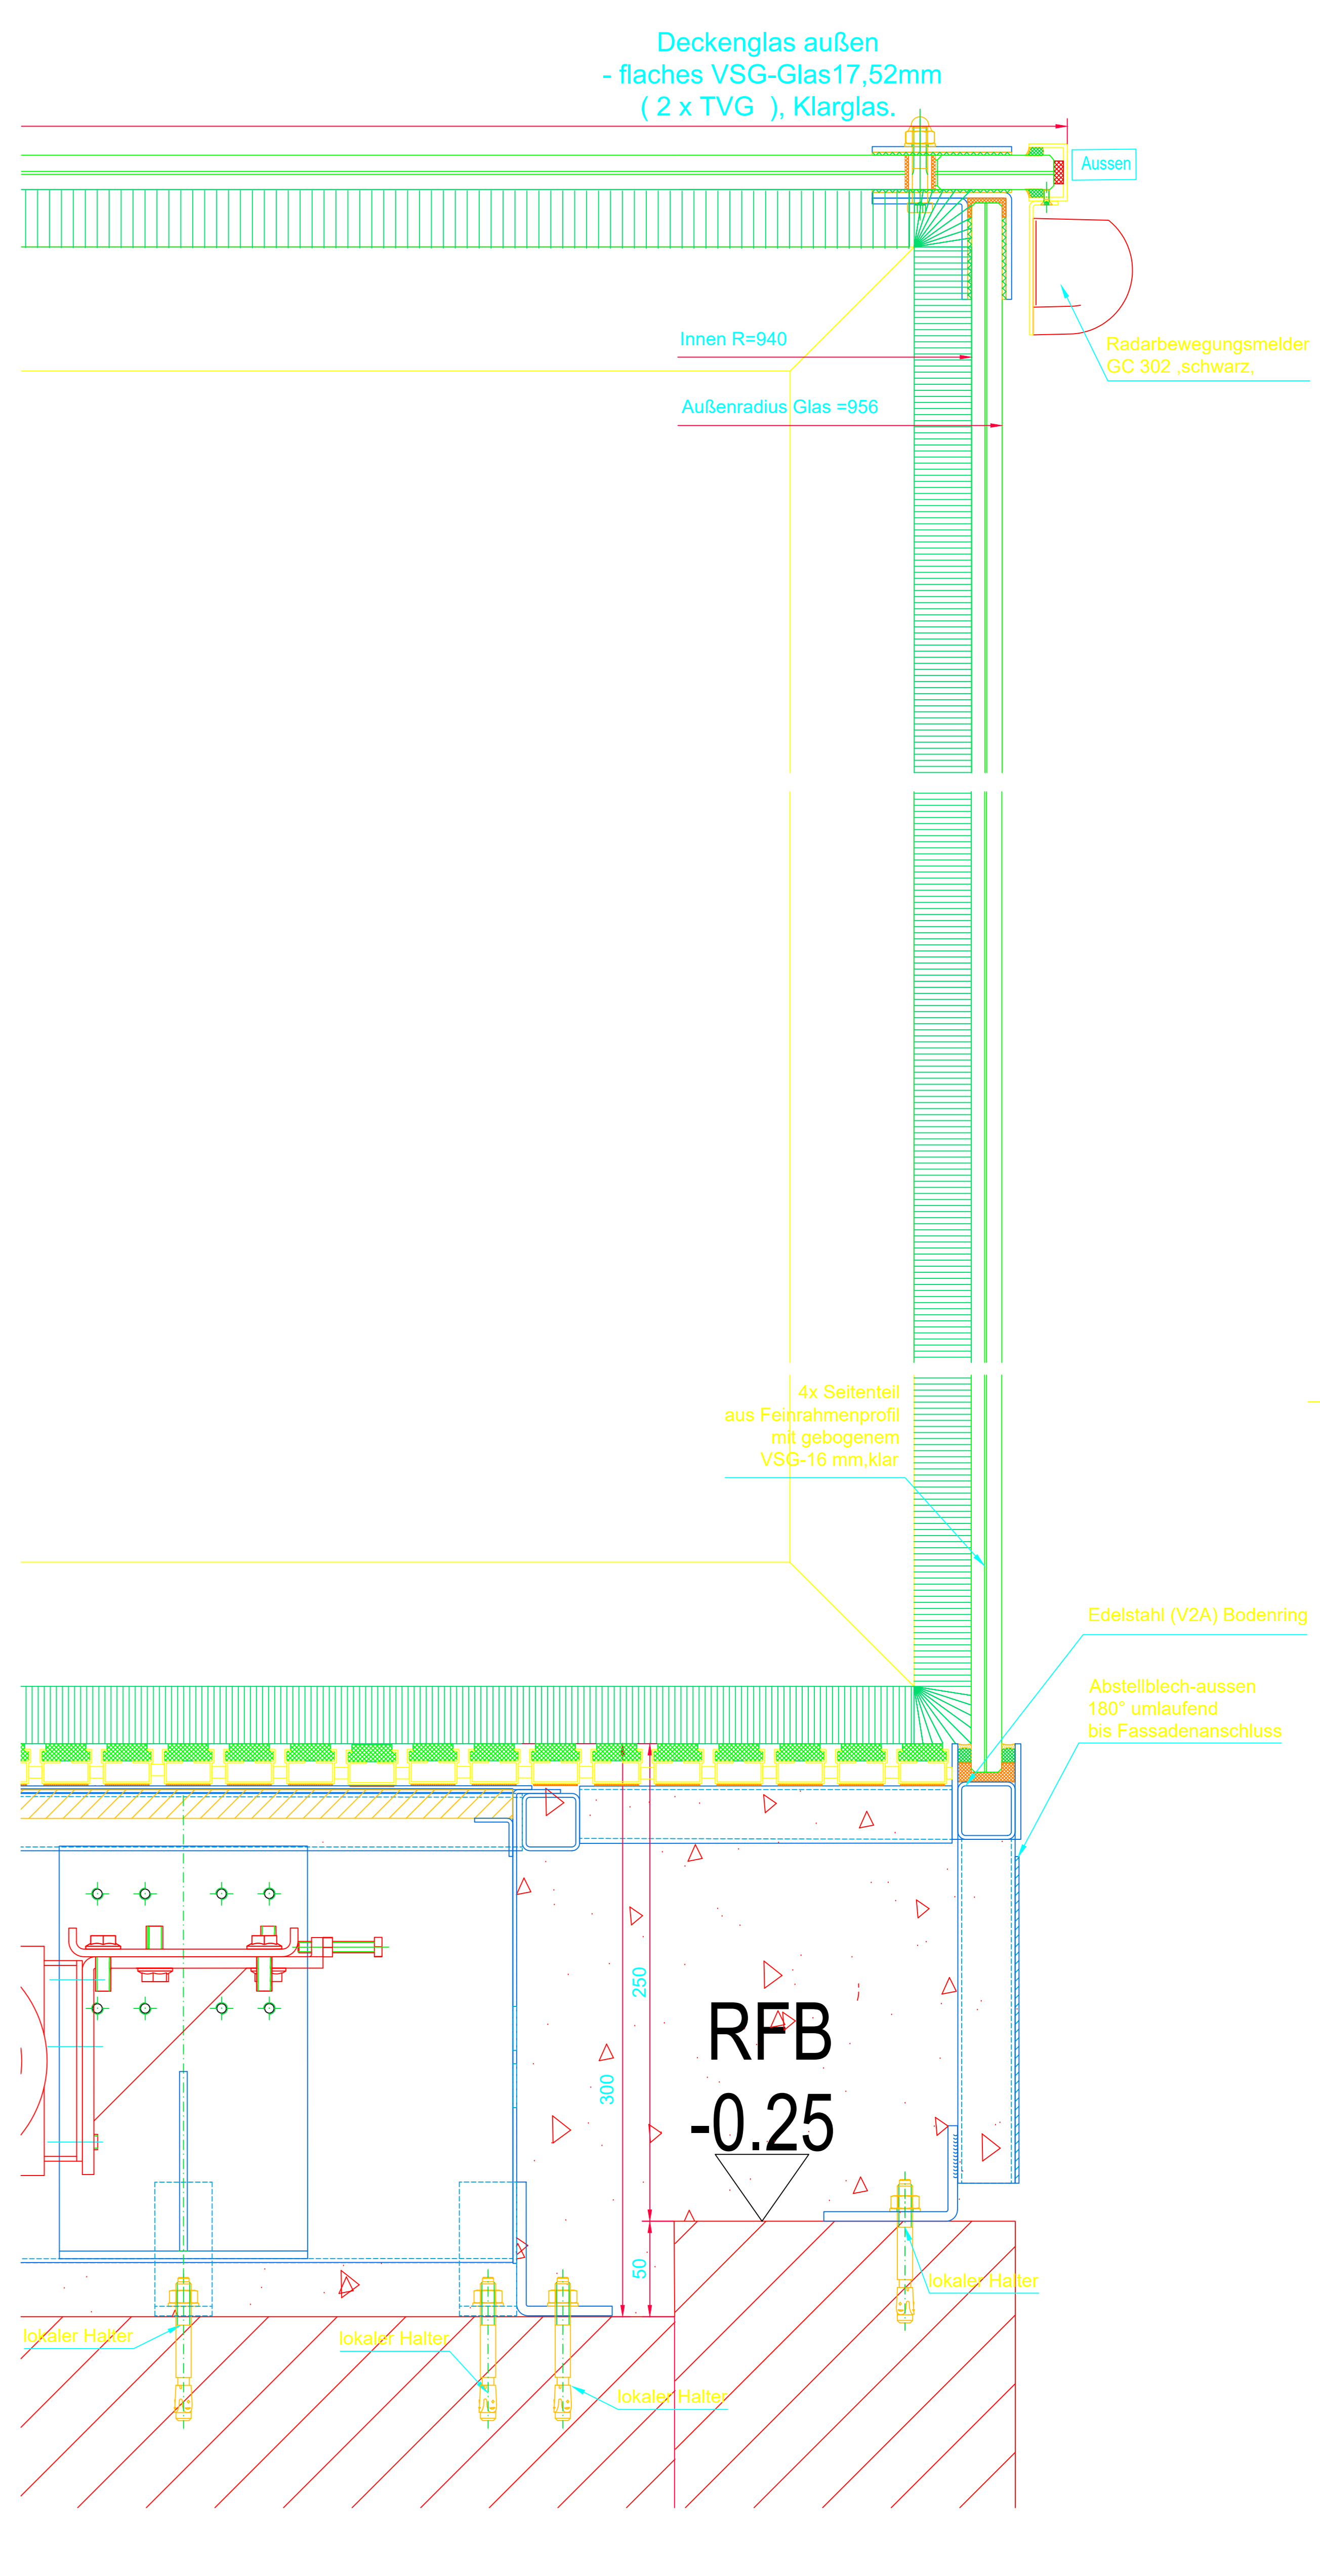 Deckenglas außen
- flaches VSG-Glas17,52mm
( 2 x TVG ), Klarglas.
Aussen
Innen R=940
Radarbewegungsmelder
GC 302 ,schwarz,
Außenradius Glas =956
4x Seitenteil
aus Feinrahmenprofil
mit gebogenem
VSG-16 mm,klar
Edelstahl (V2A) Bodenring
Abstellblech-aussen
180° umlaufend
bis Fassadenanschluss
250
300
RFB
-0.25
50
lokaler Halter
lokaler Halter
lokaler Halter
lokaler Halter